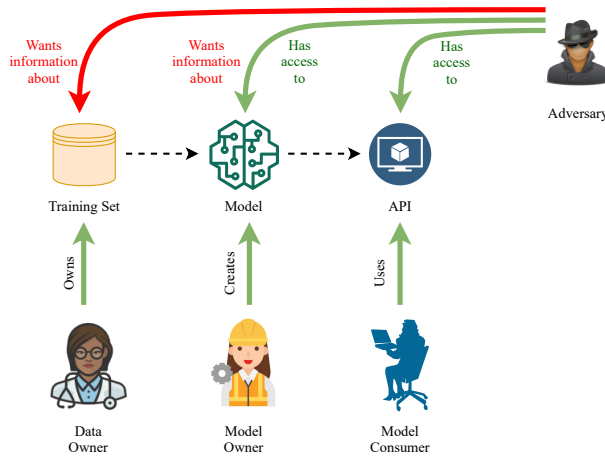 Wants
information
about
Wants
information
about
Has
access
to
Has
access
to
Adversary
Training Set
Model
API
Owns
Creates
Uses
Data
Owner
Model
Owner
Model
Consumer